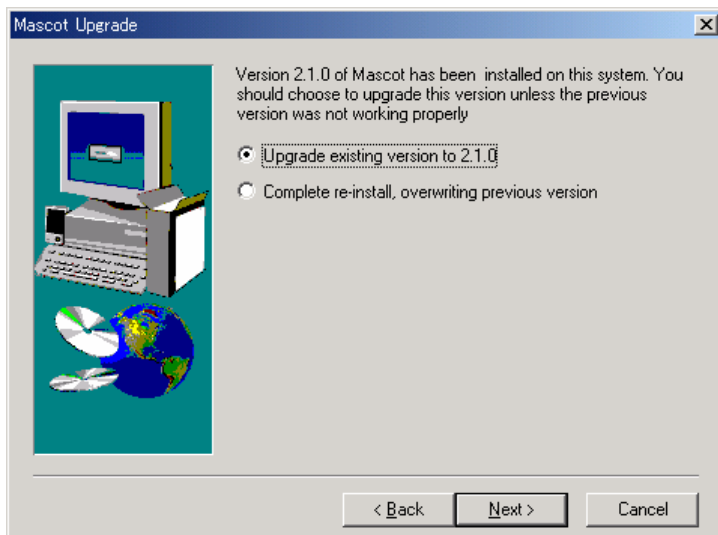 Mascot Upgrade
Version 2.1.0 of Mascot has been  installed on this system. You
should choose to upgrade this version unless the previous
version was not working properly
Upgrade existing version to 2.1.0
Complete re-install, overwriting previous version
< Back
Next >
Cancel